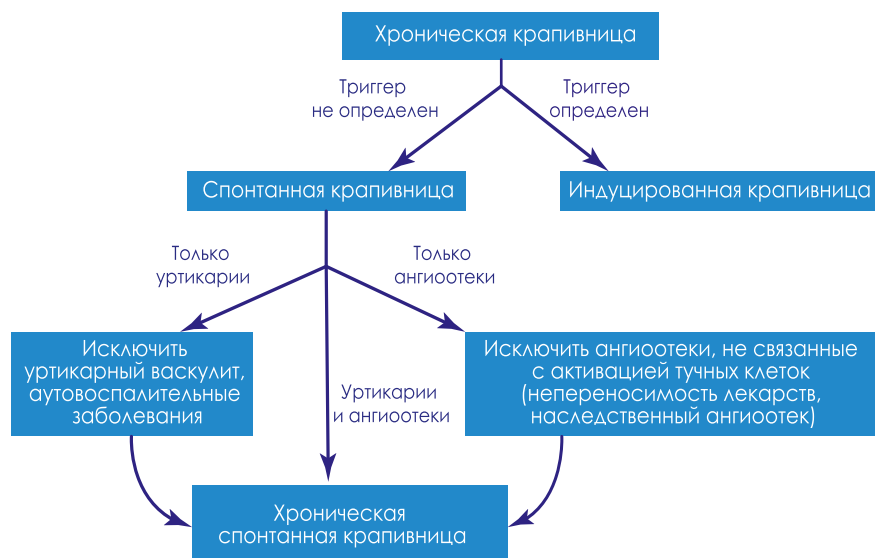 Хроническая крапивница
Триггер
не определен
Триггер
определен
Спонтанная крапивница
Индуцированная крапивница
Только
уртикарии
Только
ангиоотеки
Исключить
уртикарный васкулит,
аутовоспалительные
заболевания
Исключить ангиоотеки, не связанные
с активацией тучных клеток
(непереносимость лекарств,
наследственный ангиоотек)
Уртикарии
и ангиоотеки
Хроническая
спонтанная крапивница